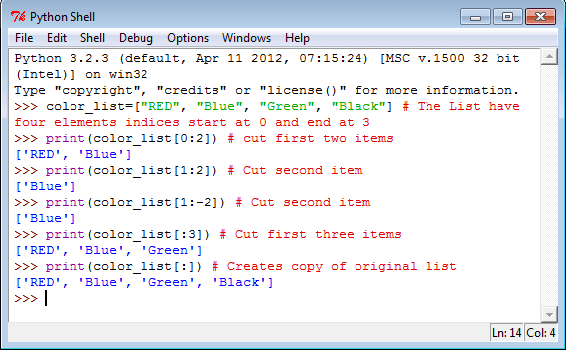 Python Shell
File Edit Shell Debug Options Windows Help
Python 3.2.3 (default, Apr 11 2012, 07:15:24) [MSC v.1500 32 bit
(Intel)] on win32
Type "copyright", "credits" or "license()" for more information.
>>> color_list=["RED", "Blue", "Green", "Black"] # The List have
four elements indices start at 0 and end at 3
>>> print(color_list[0:2]) # cut first two items
['RED', 'Blue']
>>> print(color_list[1:2]) # Cut second item
['Blue']
>>> print(color_list[1:-2]) # Cut second item
['Blue']
>>> print(color_list[:3]) # Cut first three items
['RED', 'Blue', 'Green']
>>> print(color_list[:]) # Creates copy of original list
['RED', 'Blue', 'Green', 'Black']
>>>
Ln: 14 Col: 4